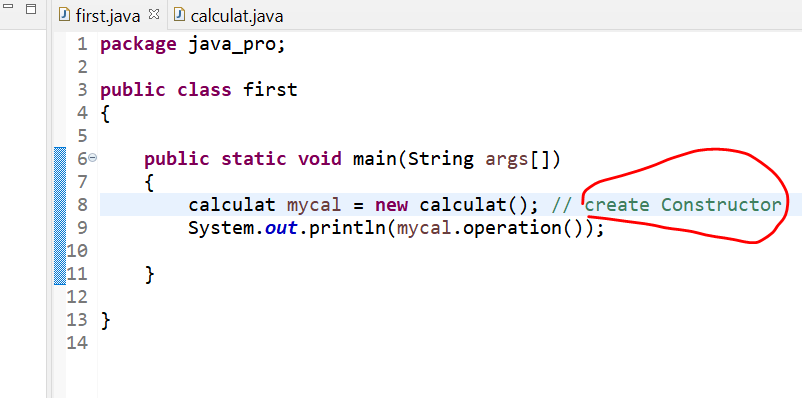 first.java calculat.java
1 package java_pro;
2
3 public class first
4 {
5
6 public static void main(String args[])
7 {
8 calculat mycal = new calculat(); // create Constructor
9 System.out.println(mycal.operation());
10
11 }
12
13 }
14